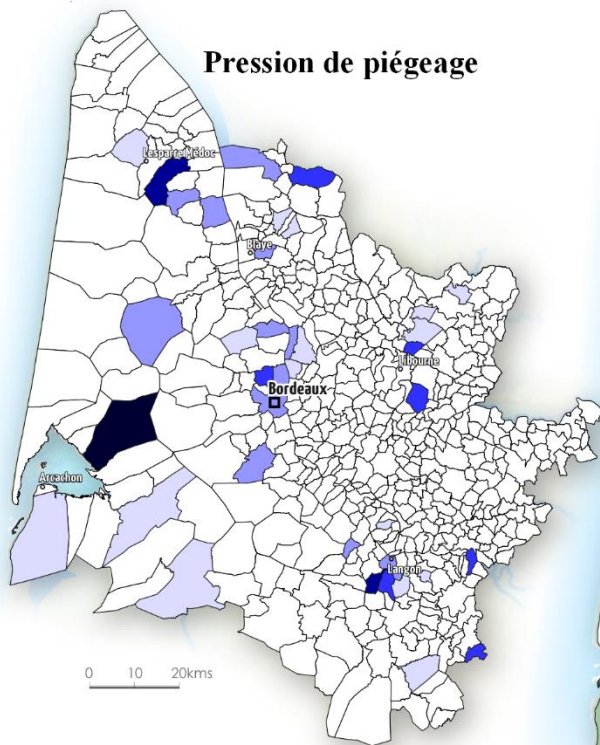 Pression de piégeage
Lesparre Médoc
Blaye
Libourne
Bordeaux
Arcachon
Langon
0 10 20kms